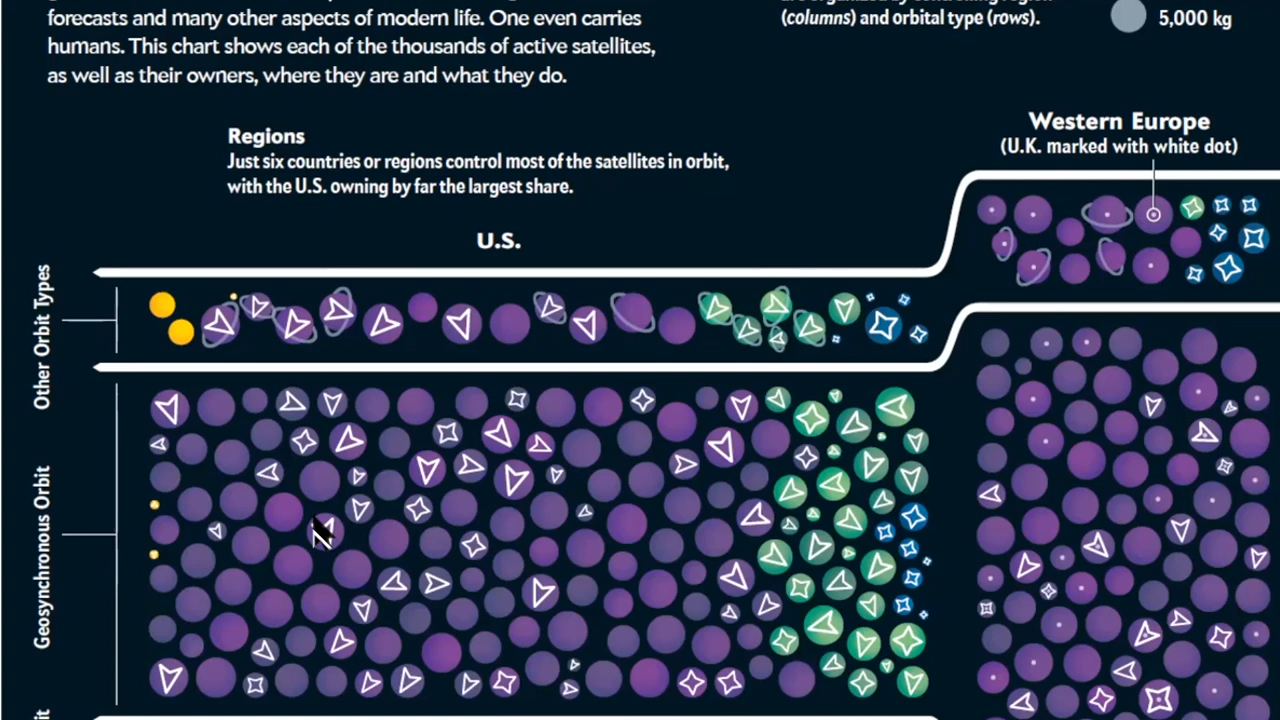 forecasts and many other aspects of modern life. One even carries
humans. This chart shows each of the thousands of active satellites,
as well as their owners, where they are and what they do.
(columns) and orbital type (rows).
5,000 kg
Western Europe
(U.K. marked with white dot)
Regions
Just six countries or regions control most of the satellites in orbit,
with the U.S. owning by far the largest share.
U.S.
Other Orbit Types
Geosynchronous Orbit